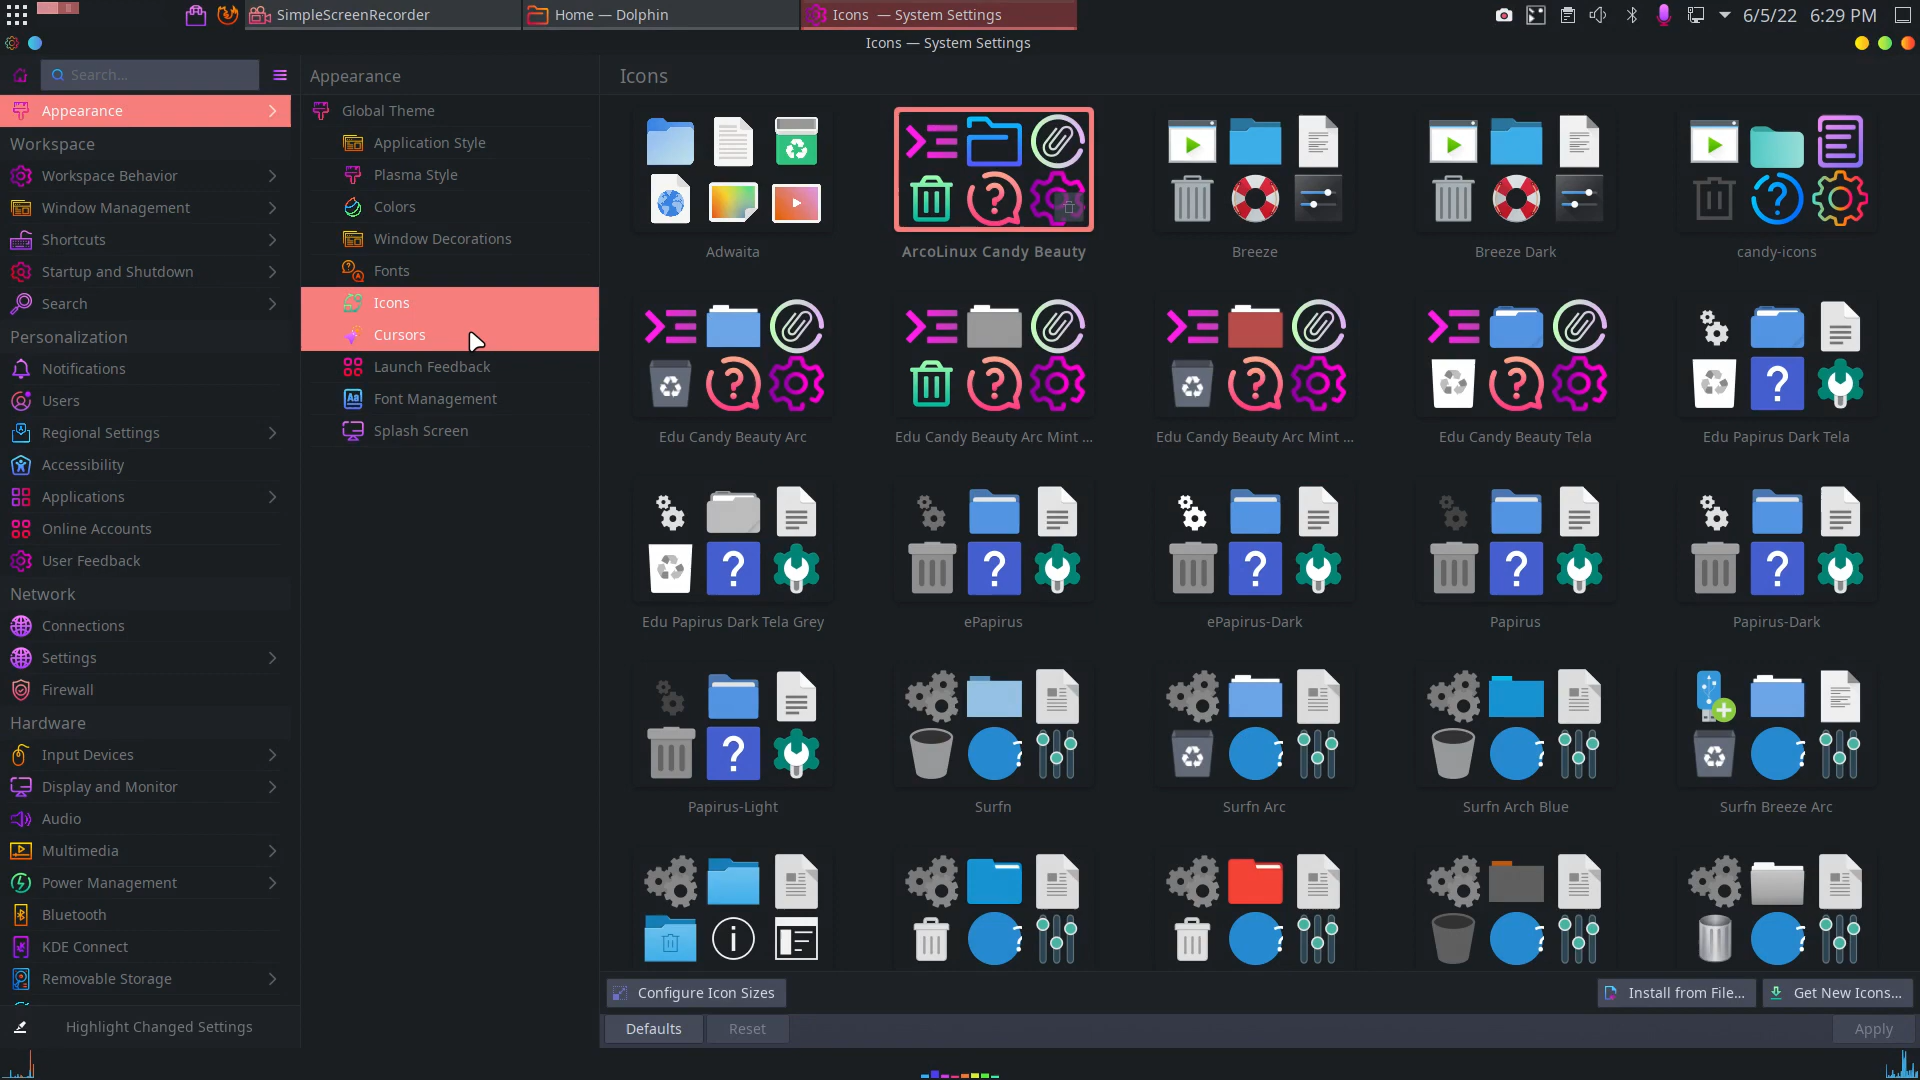 SimpleScreenRecorder
Home — Dolphin
Icons — System Settings
6/5/22
6:29 PM
Icons — System Settings
Search...
Appearance
Workspace
Workspace Behavior
Window Management
Shortcuts
Startup and Shutdown
Search
Personalization
Notifications
Users
Regional Settings
Accessibility
Applications
Online Accounts
User Feedback
Network
Connections
Settings
Firewall
Hardware
Input Devices
Display and Monitor
Audio
Multimedia
Power Management
Bluetooth
KDE Connect
Removable Storage
Highlight Changed Settings
Appearance
Global Theme
Application Style
Plasma Style
Colors
Window Decorations
Fonts
Icons
Cursors
Launch Feedback
Font Management
Splash Screen
Icons
Adwaita
ArcoLinux Candy Beauty
Breeze
Breeze Dark
candy-icons
Edu Candy Beauty Arc
Edu Candy Beauty Arc Mint ...
Edu Candy Beauty Arc Mint ...
Edu Candy Beauty Tela
Edu Papirus Dark Tela
Edu Papirus Dark Tela Grey
ePapirus
ePapirus-Dark
Papirus
Papirus-Dark
Papirus-Light
Surfn
Surfn Arc
Surfn Arch Blue
Surfn Breeze Arc
Configure Icon Sizes
Install from File...
Get New Icons...
Defaults
Reset
Apply